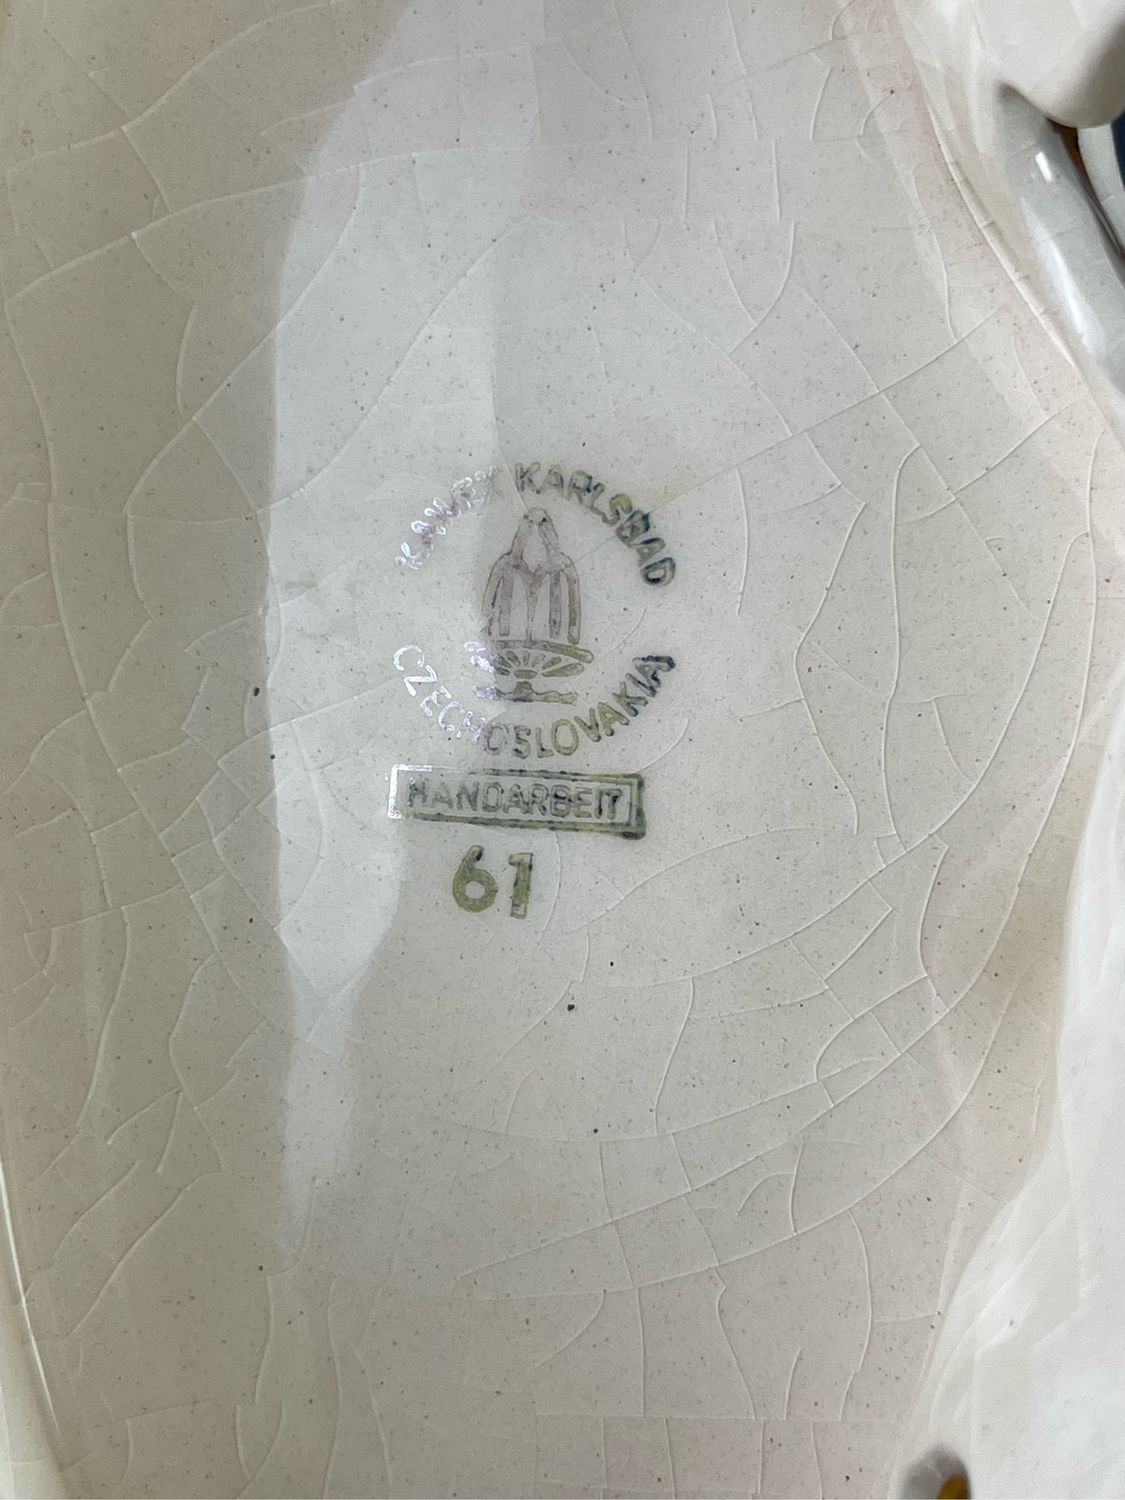 KAWEX KARLSBAD
CZECHOSLOVAKIA
HANDARBEIT
61